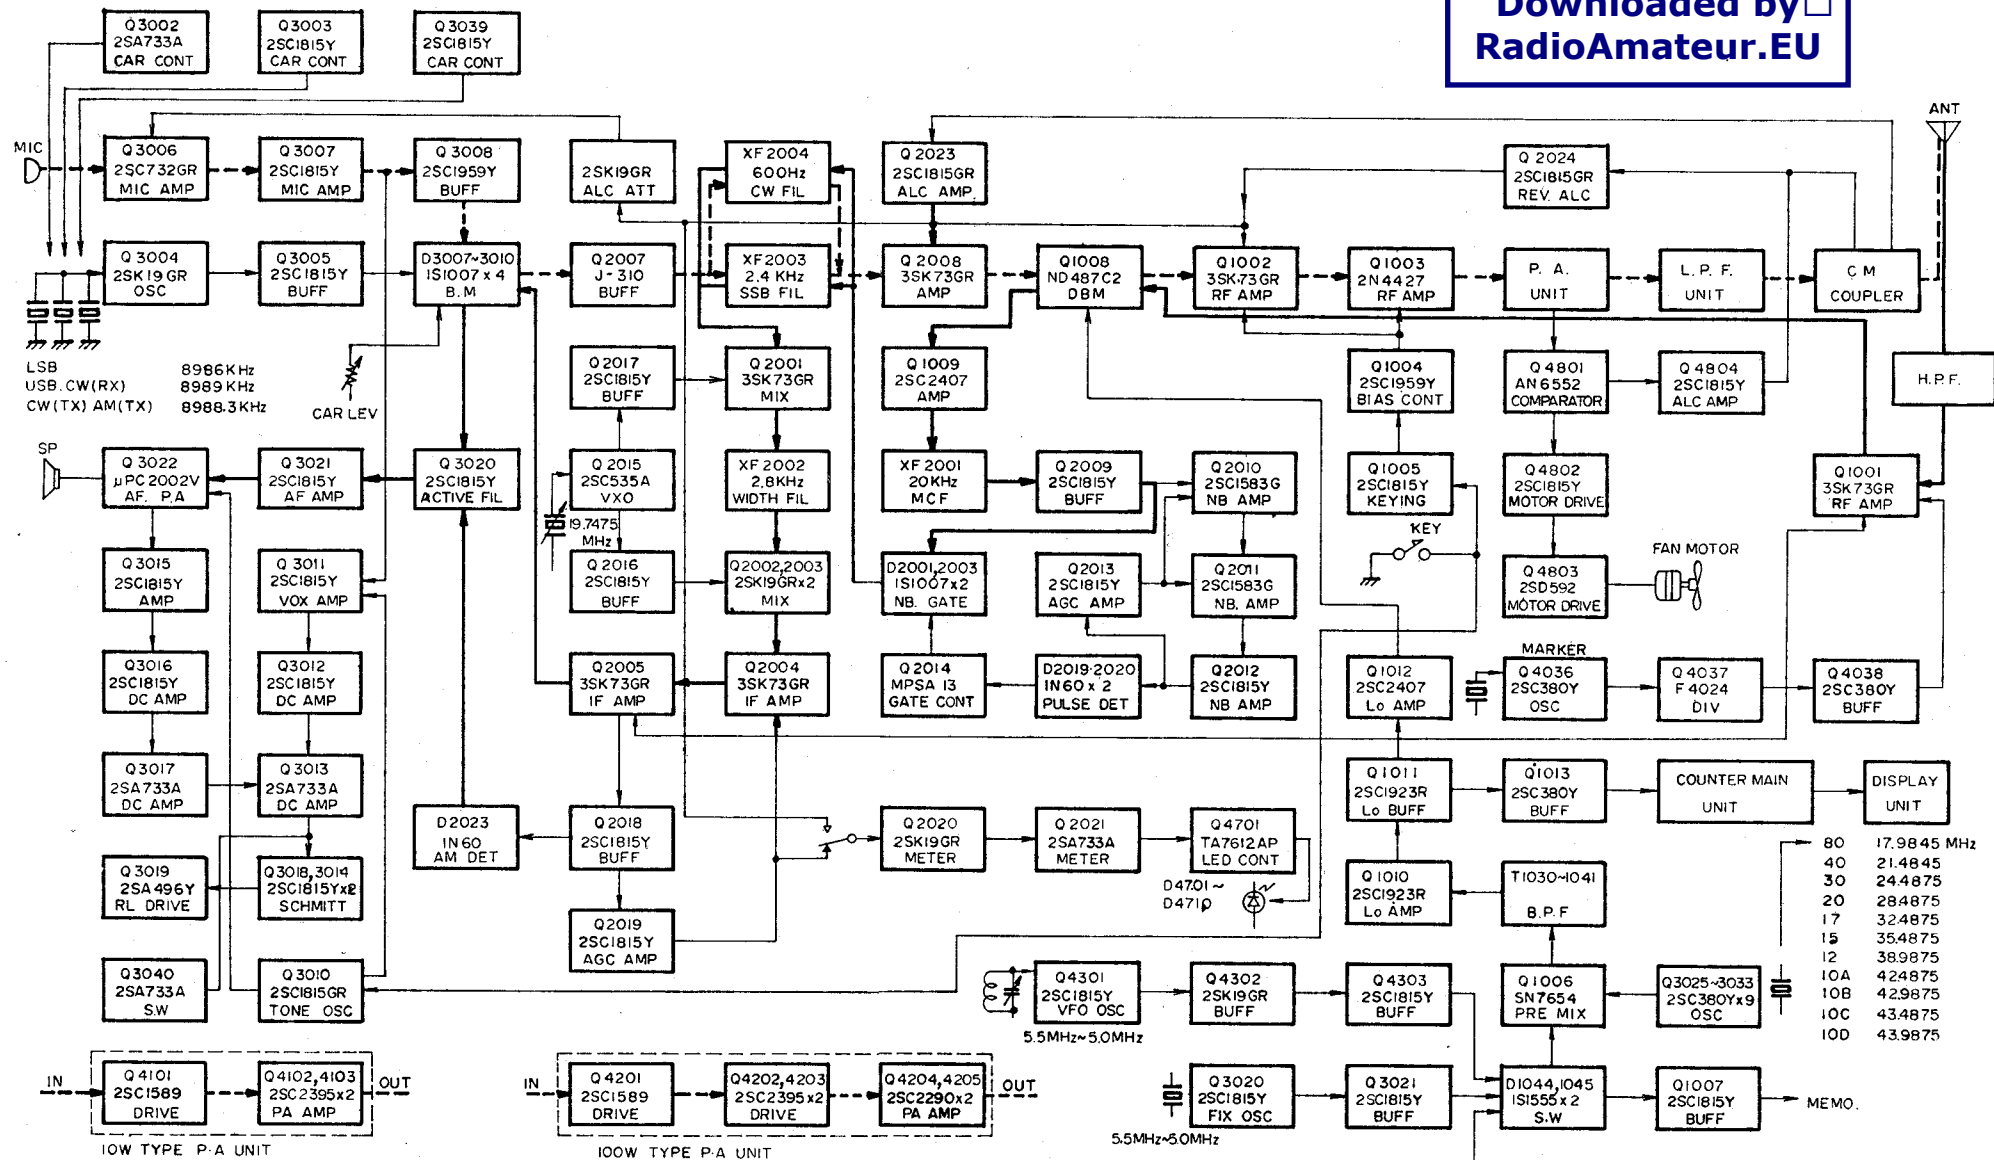 Downloaded by□
RadioAmateur.EU
Q3002
2SA733A
CAR CONT
Q3003
2SC1815Y
CAR CONT
Q3039
2SC1815Y
CAR CONT
MIC
Q3006
2SC732GR
MIC AMP
Q3007
2SC1815Y
MIC AMP
Q3008
2SC1959Y
BUFF
2SK19GR
ALC ATT
XF2004
600Hz
CW FIL
Q2023
2SC1815GR
ALC AMP
Q2024
2SC1815GR
REV. ALC
ANT
Q3004
2SK19GR
OSC
Q3005
2SC1815Y
BUFF
D3007~3010
1S1007 x 4
B.M
Q2007
J-310
BUFF
XF2003
2.4 KHz
SSB FIL
Q2008
3SK73GR
AMP
Q1008
ND487C2
DBM
Q1002
3SK73GR
RF AMP
Q1003
2N4427
RF AMP
P. A.
UNIT
L. P. F.
UNIT
C M
COUPLER
LSB 8986KHz
USB. CW(RX) 8989KHz
CW(TX) AM(TX) 8988.3KHz
CAR LEV
Q2017
2SC1815Y
BUFF
Q2001
3SK73GR
MIX
Q1009
2SC2407
AMP
Q1004
2SC1959Y
BIAS CONT
Q4801
AN6552
COMPARATOR
Q4804
2SC1815Y
ALC AMP
H.P.F.
SP
Q3022
μPC2002V
AF. P.A
Q3021
2SC1815Y
AF AMP
Q3020
2SC1815Y
ACTIVE FIL
Q2015
2SC535A
VXO
19.7475
MHz
XF2002
2.8KHz
WIDTH FIL
XF2001
20KHz
MCF
Q2009
2SC1815Y
BUFF
Q2010
2SC1583G
NB AMP
Q1005
2SC1815Y
KEYING
KEY
Q4802
2SC1815Y
MOTOR DRIVE
Q1001
3SK73GR
RF AMP
Q3015
2SC1815Y
AMP
Q3011
2SC1815Y
VOX AMP
Q2016
2SC1815Y
BUFF
Q2002,2003
2SK19GRx2
MIX
D2001,2003
1S1007x2
NB. GATE
Q2013
2SC1815Y
AGC AMP
Q2011
2SC1583G
NB. AMP
Q4803
2SD592
MOTOR DRIVE
FAN MOTOR
Q3016
2SC1815Y
DC AMP
Q3012
2SC1815Y
DC AMP
Q2005
3SK73GR
IF AMP
Q2004
3SK73GR
IF AMP
Q2014
MPSA 13
GATE CONT
D2019·2020
IN60 x 2
PULSE DET
Q2012
2SC1815Y
NB AMP
Q1012
2SC2407
Lo AMP
MARKER
Q4036
2SC380Y
OSC
Q4037
F4024
DIV
Q4038
2SC380Y
BUFF
Q3017
2SA733A
DC AMP
Q3013
2SA733A
DC AMP
D2023
IN60
AM DET
Q2018
2SC1815Y
BUFF
Q2020
2SK19GR
METER
Q2021
2SA733A
METER
Q4701
TA7612AP
LED CONT
D4701~
D4710
Q1011
2SC1923R
Lo BUFF
Q1013
2SC380Y
BUFF
COUNTER MAIN
UNIT
DISPLAY
UNIT
Q3019
2SA496Y
RL DRIVE
Q3018,3014
2SC1815Yx2
SCHMITT
Q2019
2SC1815Y
AGC AMP
Q1010
2SC1923R
Lo AMP
T1030~1041
B.P.F
80 17.9845 MHz
40 21.4845
30 24.4875
20 28.4875
17 32.4875
15 35.4875
12 38.9875
10A 42.4875
10B 42.9875
10C 43.4875
10D 43.9875
Q3040
2SA733A
S.W
Q3010
2SC1815GR
TONE OSC
Q4301
2SC1815Y
VFO OSC
5.5MHz~5.0MHz
Q4302
2SK19GR
BUFF
Q4303
2SC1815Y
BUFF
Q1006
SN7654
PRE MIX
Q3025~3033
2SC380Yx9
OSC
IN
Q4101
2SC1589
DRIVE
Q4102,4103
2SC2395x2
PA AMP
OUT
10W TYPE P·A UNIT
IN
Q4201
2SC1589
DRIVE
Q4202,4203
2SC2395x2
DRIVE
Q4204,4205
2SC2290x2
PA AMP
OUT
100W TYPE P·A UNIT
Q3020
2SC1815Y
FIX OSC
5.5MHz~5.0MHz
Q3021
2SC1815Y
BUFF
D1044,1045
1S1555x2
S.W
Q1007
2SC1815Y
BUFF
MEMO.